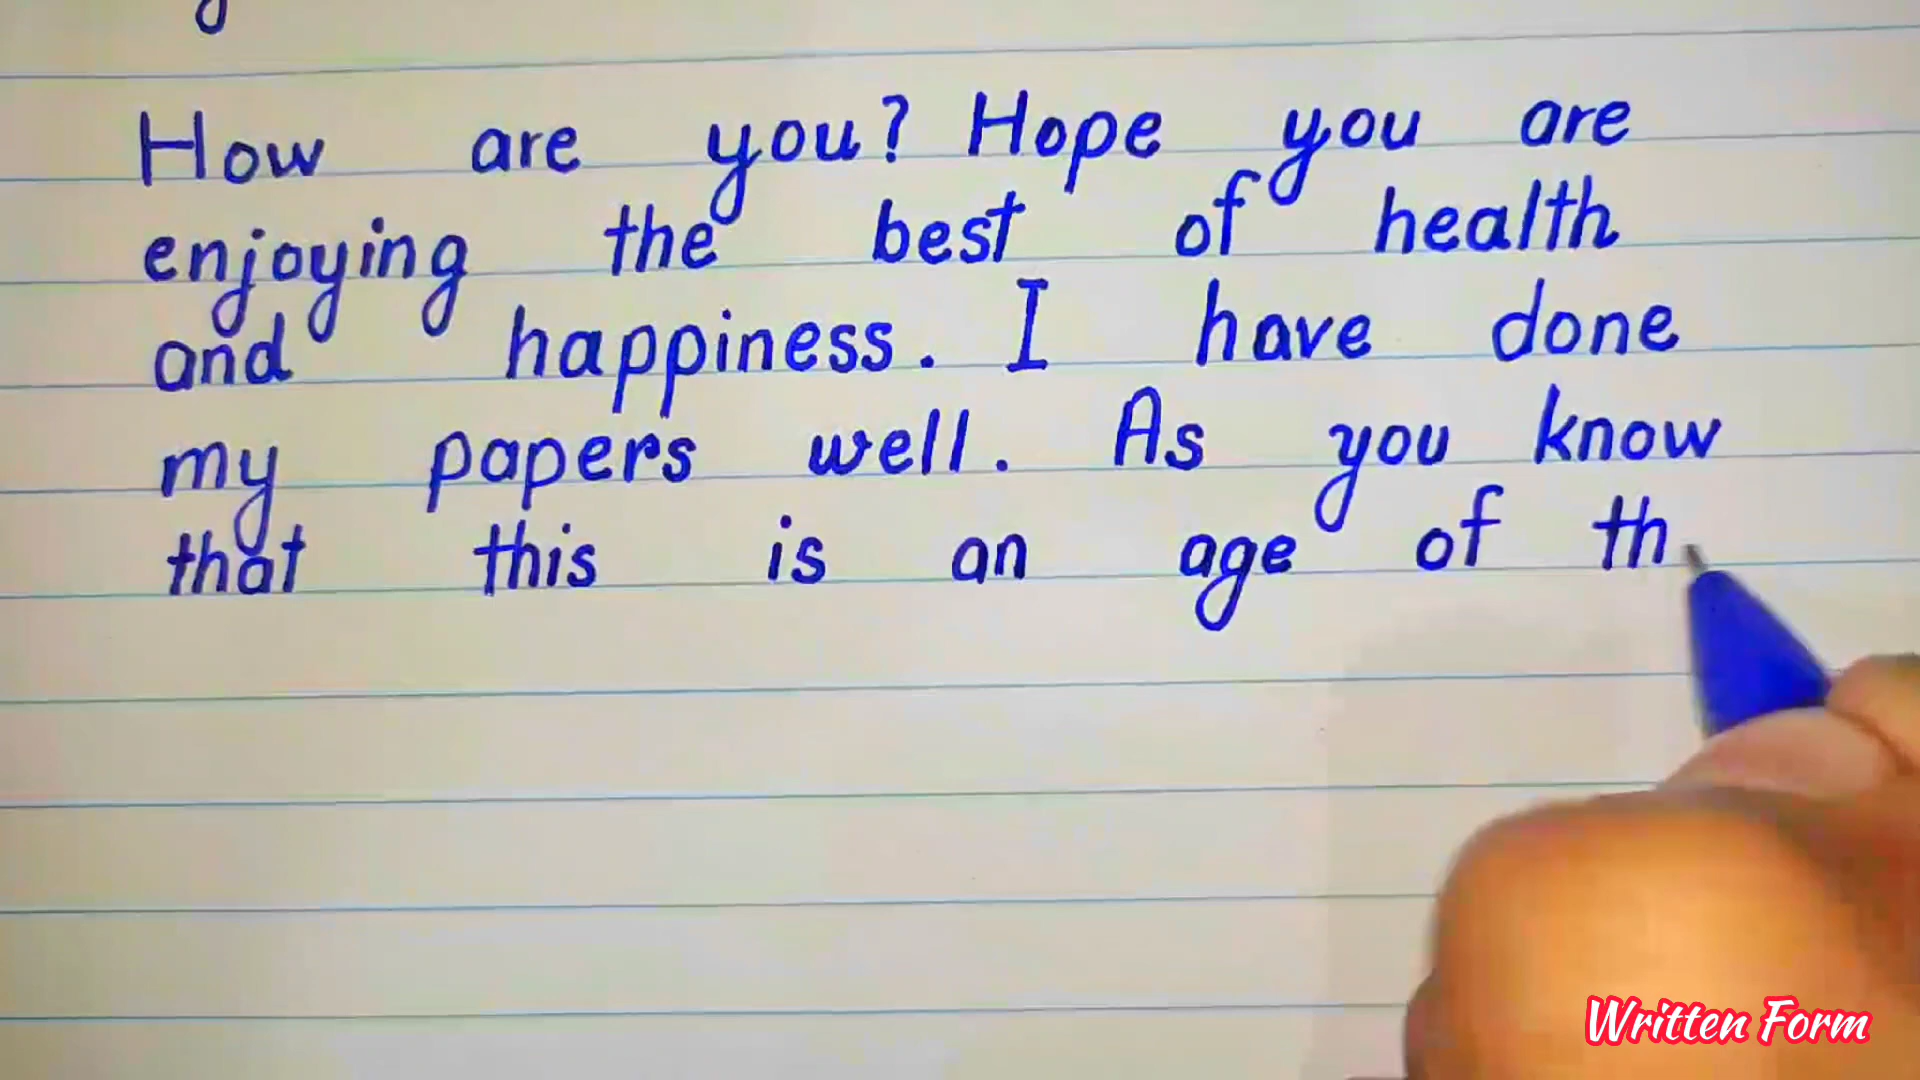 How are you? Hope you are
enjoying the best of health
and happiness. I have done
my papers well. As you know
that this is an age of th
Written Form